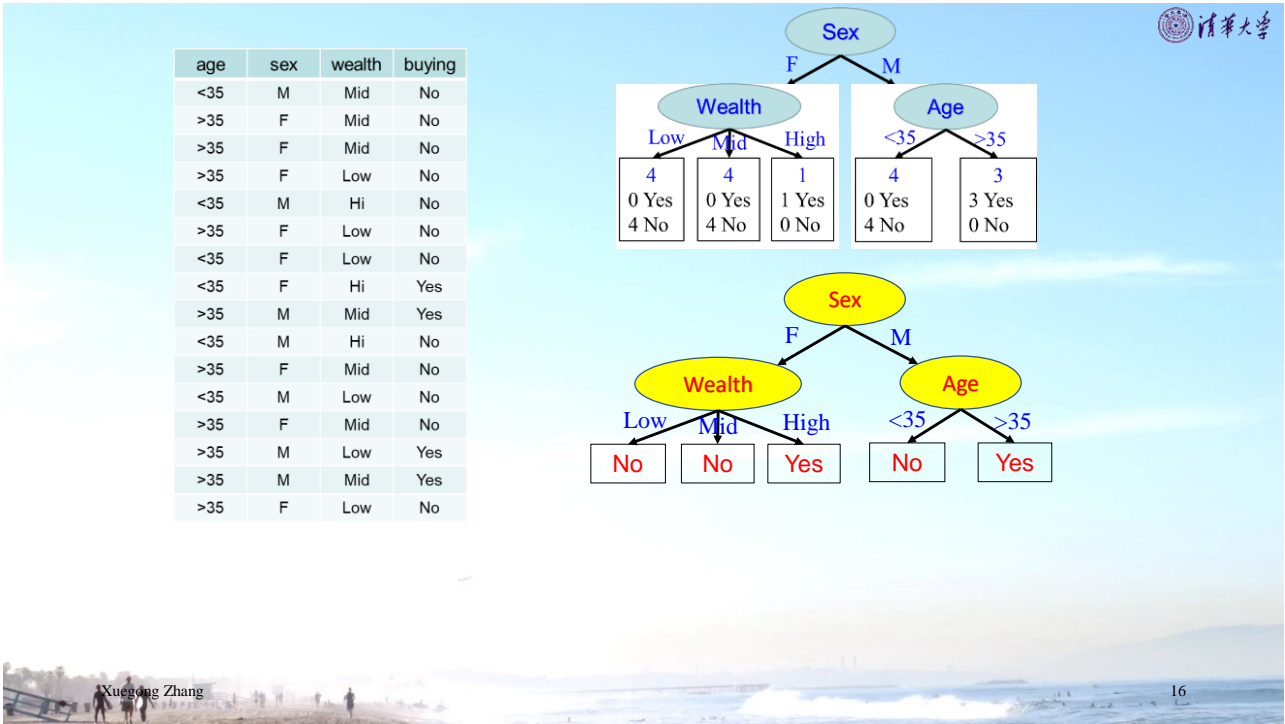 清华大学
age sex wealth buying
<35 M Mid No
>35 F Mid No
>35 F Mid No
>35 F Low No
<35 M Hi No
>35 F Low No
<35 F Low No
<35 F Hi Yes
>35 M Mid Yes
<35 M Hi No
>35 F Mid No
<35 M Low No
>35 F Mid No
>35 M Low Yes
>35 M Mid Yes
>35 F Low No
Sex
F M
Wealth Age
Low Mid High <35 >35
4 4 1 4 3
0 Yes 0 Yes 1 Yes 0 Yes 3 Yes
4 No 4 No 0 No 4 No 0 No
Sex
F M
Wealth Age
Low Mid High <35 >35
No No Yes No Yes
Xuegong Zhang 16